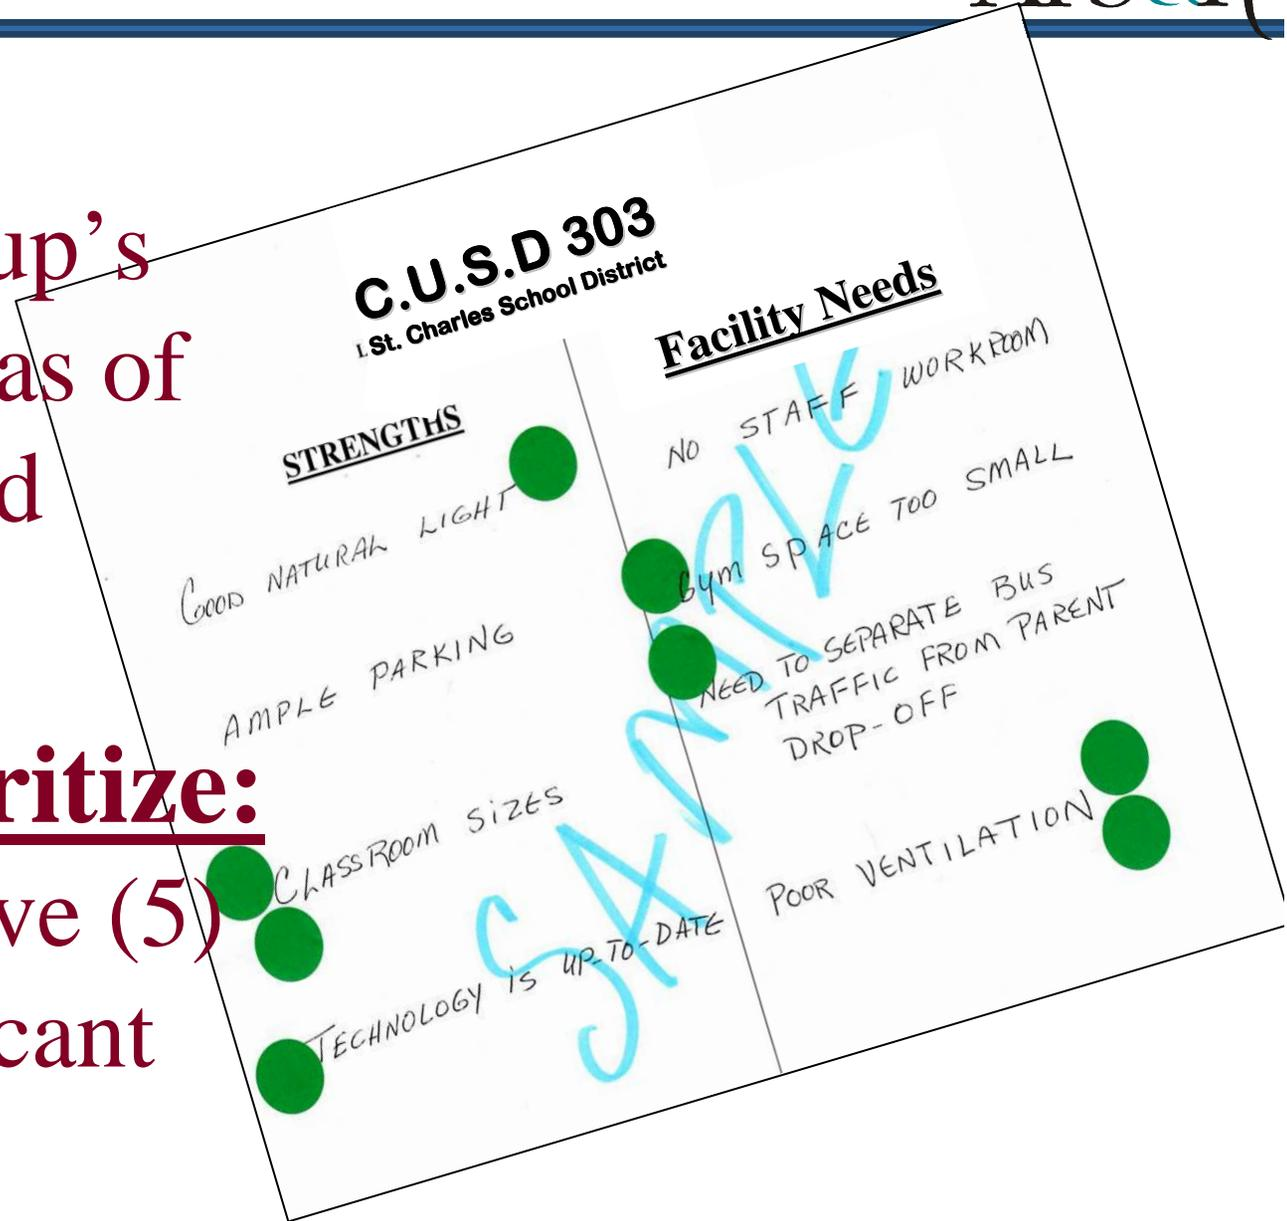 up’s
as of
d
ritize:
ve (5)
cant
C.U.S.D 303
I. St. Charles School District
STRENGTHS
GOOD NATURAL LIGHT
AMPLE PARKING
CLASSROOM SIZES
TECHNOLOGY is UP-TO-DATE
Facility Needs
NO STAFF WORKROOM
Gym SPACE TOO SMALL
NEED TO SEPARATE BUS
TRAFFIC FROM PARENT
DROP-OFF
POOR VENTILATION
SAMPLE